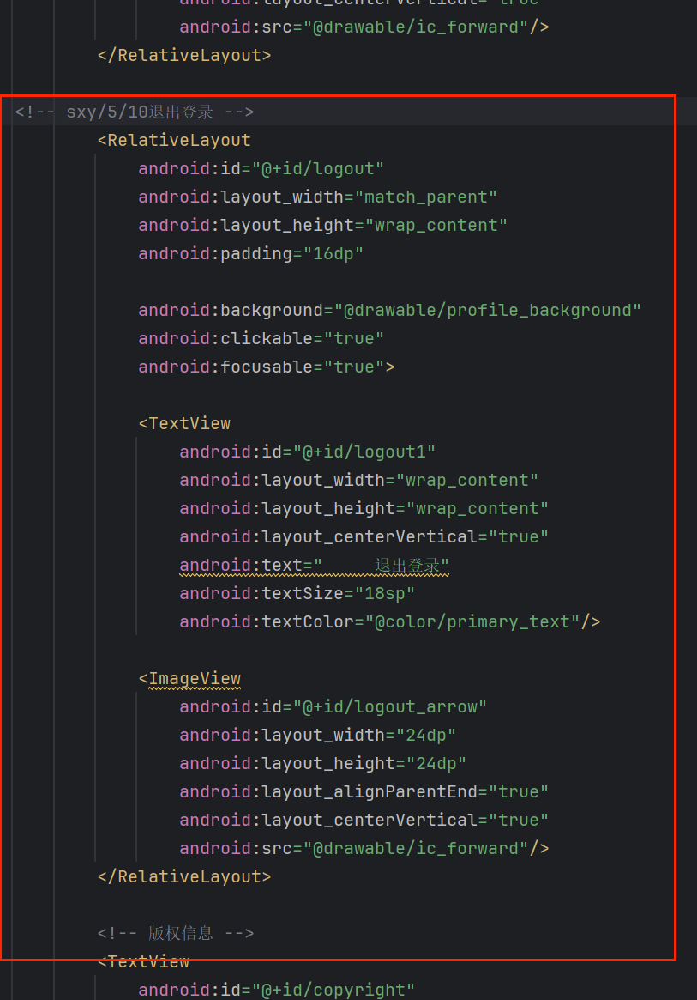 android:layout_centerVertical="true"
android:src="@drawable/ic_forward"/>
</RelativeLayout>
<!-- sxy/5/10退出登录 -->
<RelativeLayout
android:id="@+id/logout"
android:layout_width="match_parent"
android:layout_height="wrap_content"
android:padding="16dp"
android:background="@drawable/profile_background"
android:clickable="true"
android:focusable="true">
<TextView
android:id="@+id/logout1"
android:layout_width="wrap_content"
android:layout_height="wrap_content"
android:layout_centerVertical="true"
android:text="     退出登录"
android:textSize="18sp"
android:textColor="@color/primary_text"/>
<ImageView
android:id="@+id/logout_arrow"
android:layout_width="24dp"
android:layout_height="24dp"
android:layout_alignParentEnd="true"
android:layout_centerVertical="true"
android:src="@drawable/ic_forward"/>
</RelativeLayout>
<!-- 版权信息 -->
<TextView
android:id="@+id/copyright"